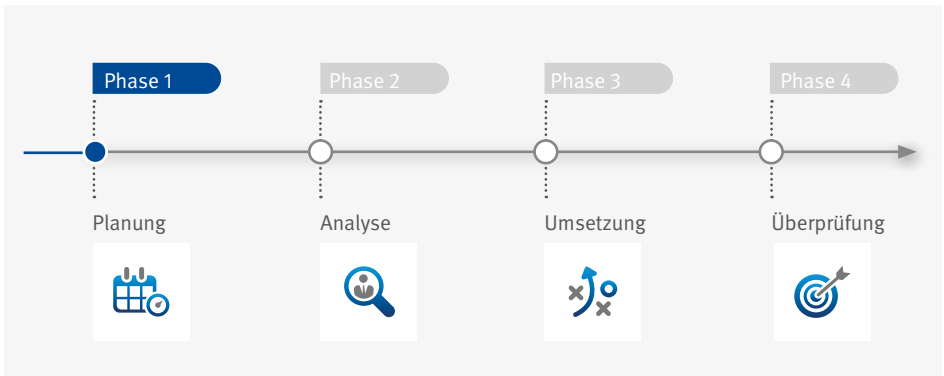 Phase 1
Phase 2
Phase 3
Phase 4
Planung
Analyse
Umsetzung
Überprüfung